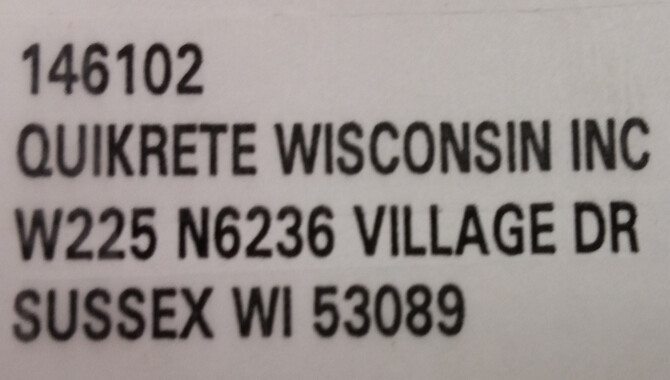 146102
QUIKRETE WISCONSIN INC
W225 N6236 VILLAGE DR
SUSSEX WI 53089